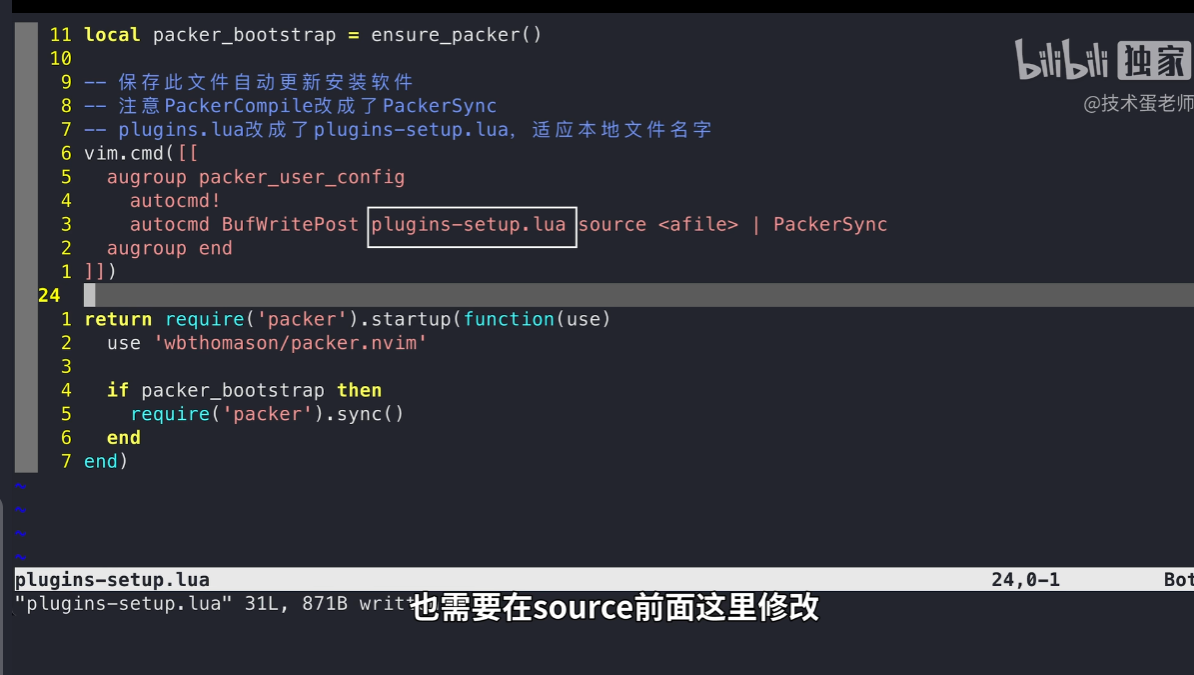 11 local packer_bootstrap = ensure_packer()
10
9 -- 保存此文件自动更新安装软件
8 -- 注意PackerCompile改成了PackerSync
7 -- plugins.lua改成了plugins-setup.lua，适应本地文件名字
6 vim.cmd([[
5   augroup packer_user_config
4     autocmd!
3     autocmd BufWritePost plugins-setup.lua source <afile> | PackerSync
2   augroup end
1 ]])
24
1 return require('packer').startup(function(use)
2   use 'wbthomason/packer.nvim'
3
4   if packer_bootstrap then
5     require('packer').sync()
6   end
7 end)
~
~
~
~
plugins-setup.lua 24,0-1 Bot
"plugins-setup.lua" 31L, 871B writt
也需要在source前面这里修改
bilibili 独家
@技术蛋老师